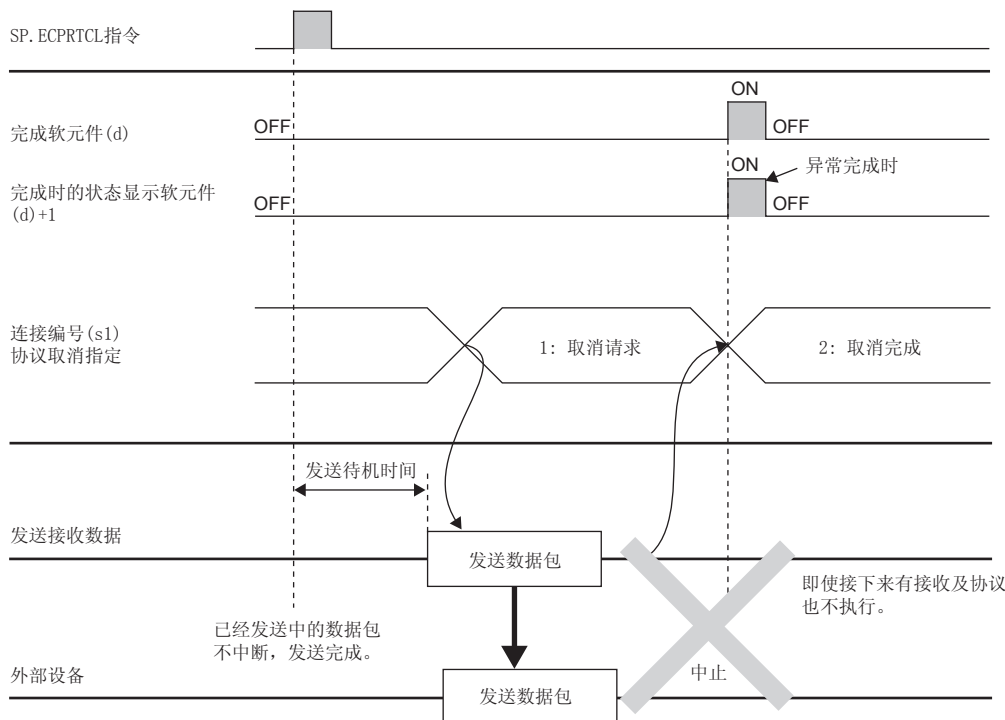 SP.ECPRTCL指令
ON
完成软元件(d)
OFF
OFF
ON
异常完成时
完成时的状态显示软元件
(d)+1
OFF
OFF
连接编号(s1)
协议取消指定
1: 取消请求
2: 取消完成
发送待机时间
发送接收数据
发送数据包
即使接下来有接收及协议
也不执行。
已经发送中的数据包
不中断，发送完成。
外部设备
发送数据包
中止